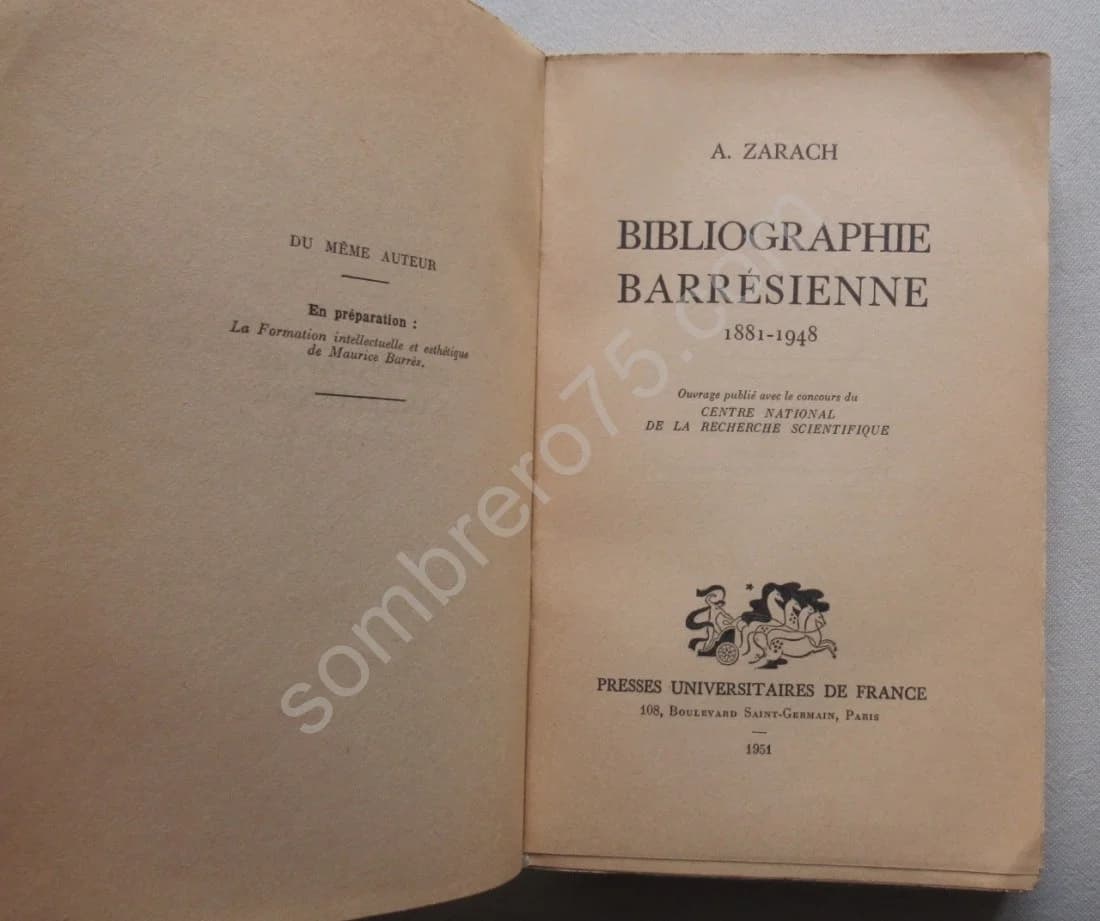 DU MÊME AUTEUR
En préparation :
La Formation intellectuelle et esthétique
de Maurice Barrès.
A. ZARACH
BIBLIOGRAPHIE
BARRÉSIENNE
1881-1948
Ouvrage publié avec le concours du
CENTRE NATIONAL
DE LA RECHERCHE SCIENTIFIQUE
PRESSES UNIVERSITAIRES DE FRANCE
108, Boulevard Saint-Germain, Paris
1951
sombrero75.com